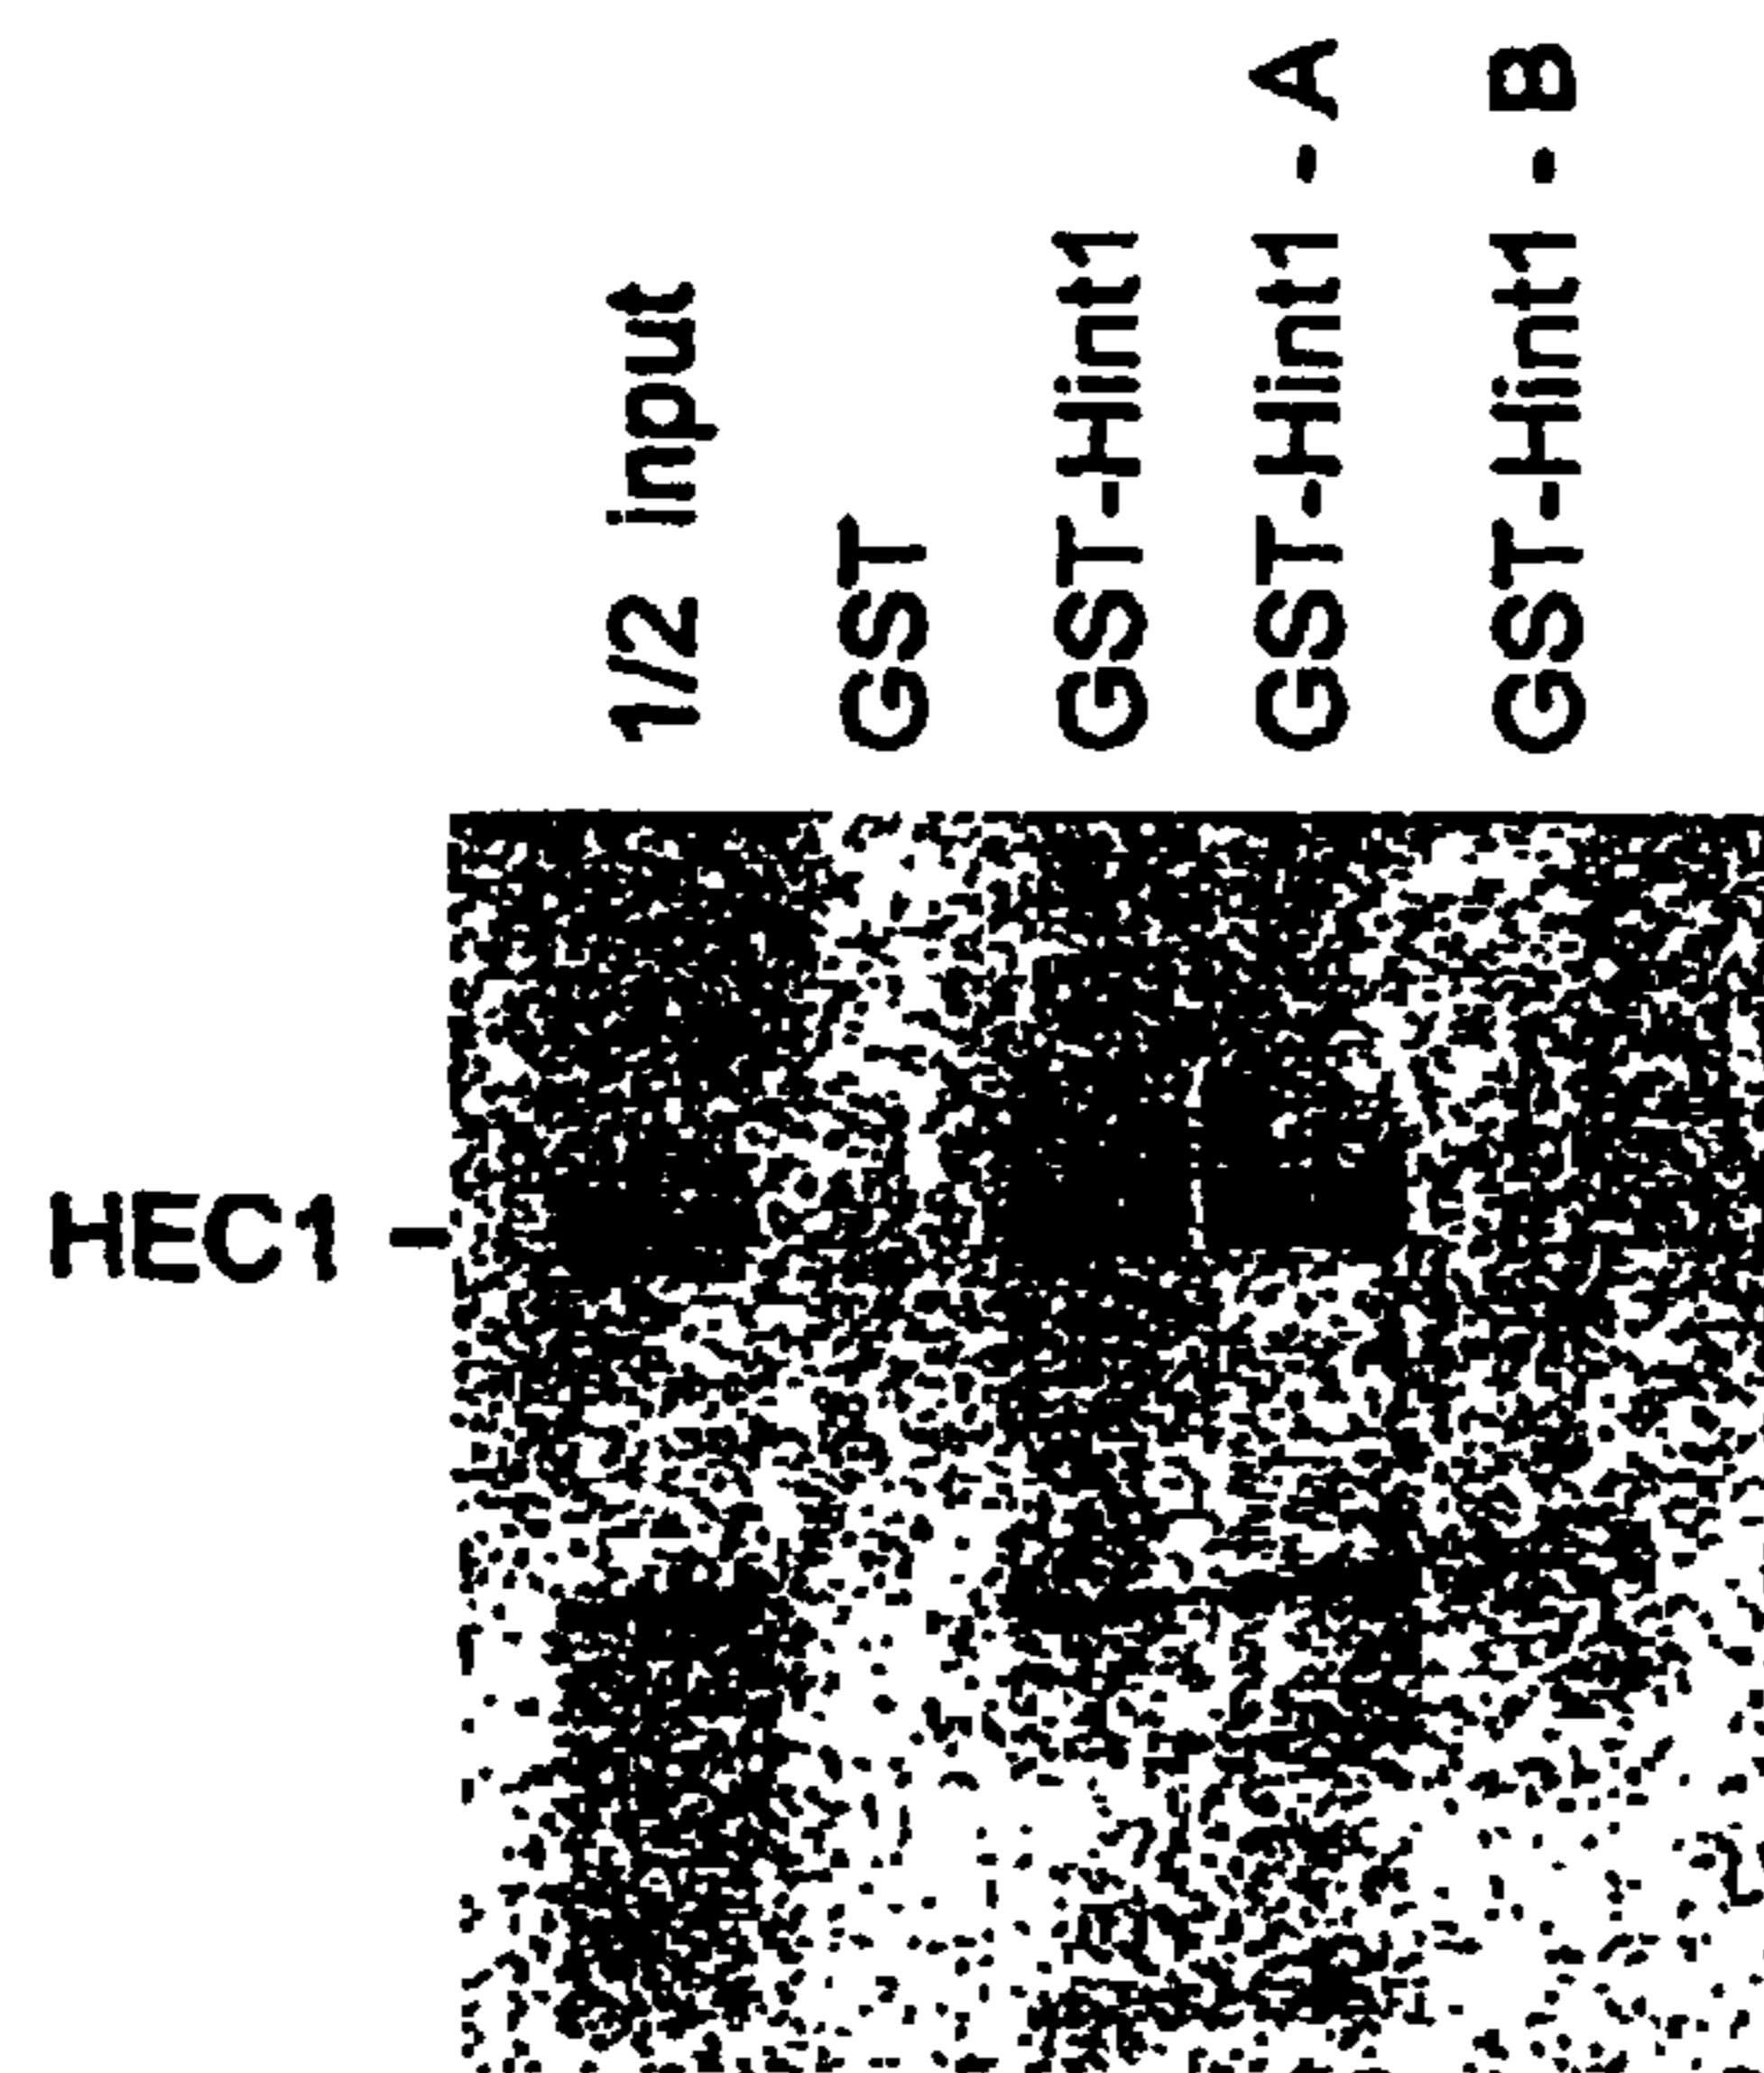 1/2 input
GST
GST-Hint1
GST-Hint1 - A
GST-Hint1 - B
HEC1 -